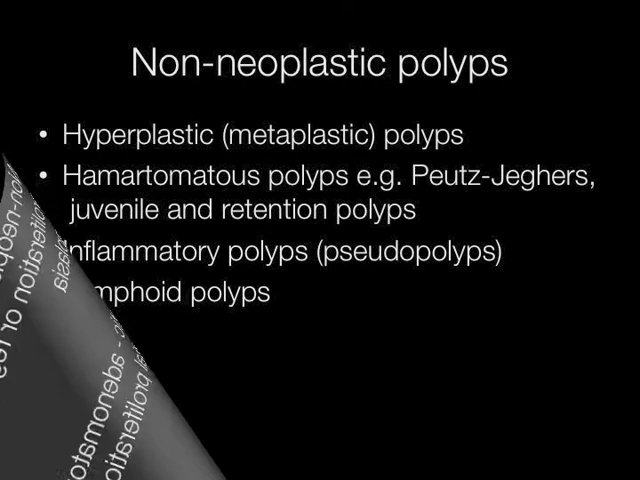 Non-neoplastic polyps
• Hyperplastic (metaplastic) polyps
• Hamartomatous polyps e.g. Peutz-Jeghers,
juvenile and retention polyps
nflammatory polyps (pseudopolyps)
mphoid polyps